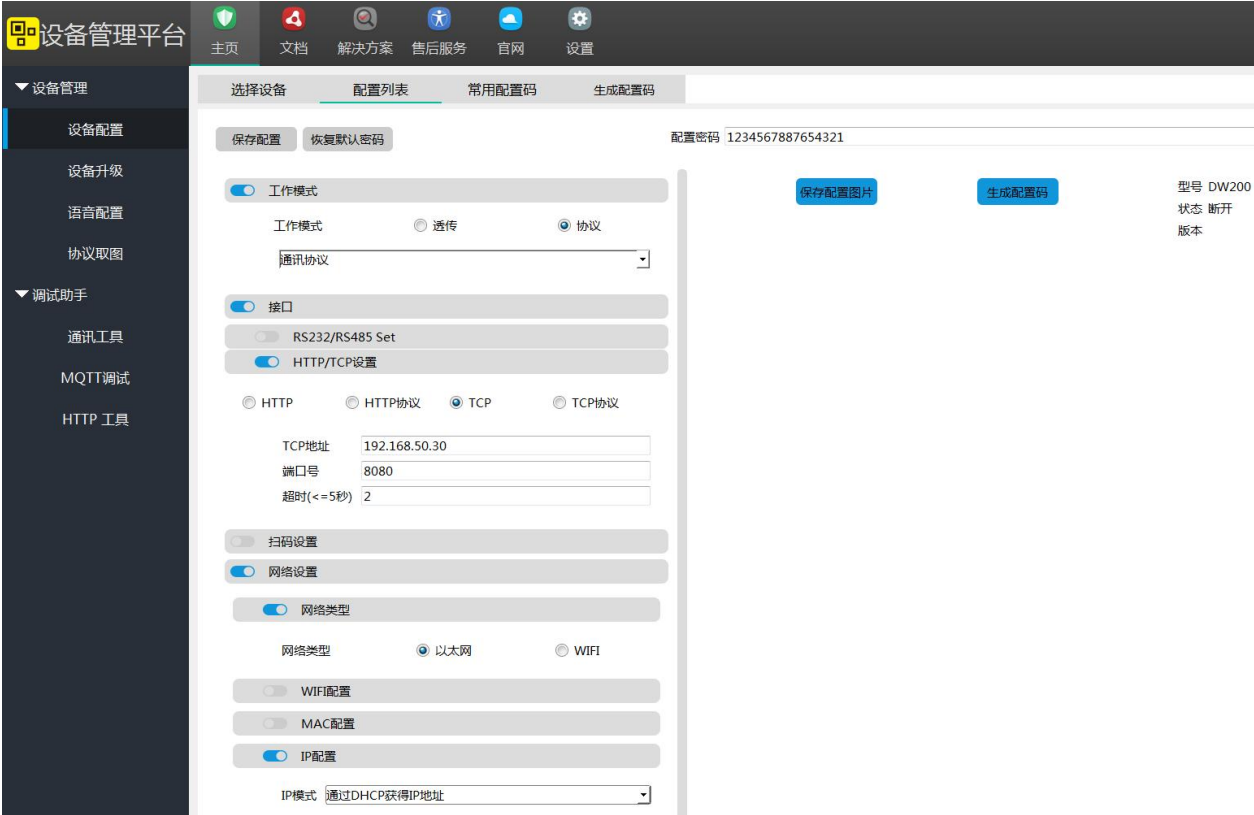 设备管理平台
主页 文档 解决方案 售后服务 官网 设置
设备管理
设备配置
设备升级
语音配置
协议取图
调试助手
通讯工具
MQTT调试
HTTP 工具
选择设备 配置列表 常用配置码 生成配置码
保存配置 恢复默认密码 配置密码 1234567887654321
工作模式
工作模式 透传 协议
通讯协议
接口
RS232/RS485 Set
HTTP/TCP设置
HTTP HTTP协议 TCP TCP协议
TCP地址 192.168.50.30
端口号 8080
超时(<=5秒) 2
扫码设置
网络设置
网络类型
网络类型 以太网 WIFI
WIFI配置
MAC配置
IP配置
IP模式 通过DHCP获得IP地址
保存配置图片 生成配置码
型号 DW200
状态 断开
版本